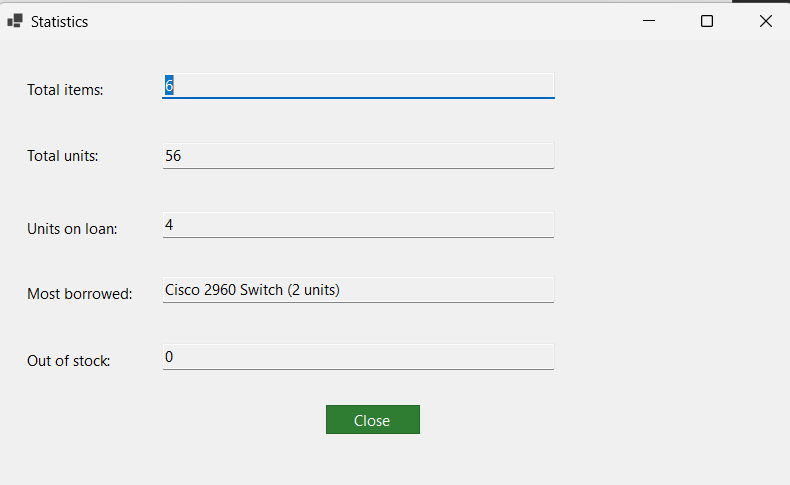 Statistics
Total items: 6
Total units: 56
Units on loan: 4
Most borrowed: Cisco 2960 Switch (2 units)
Out of stock: 0
Close